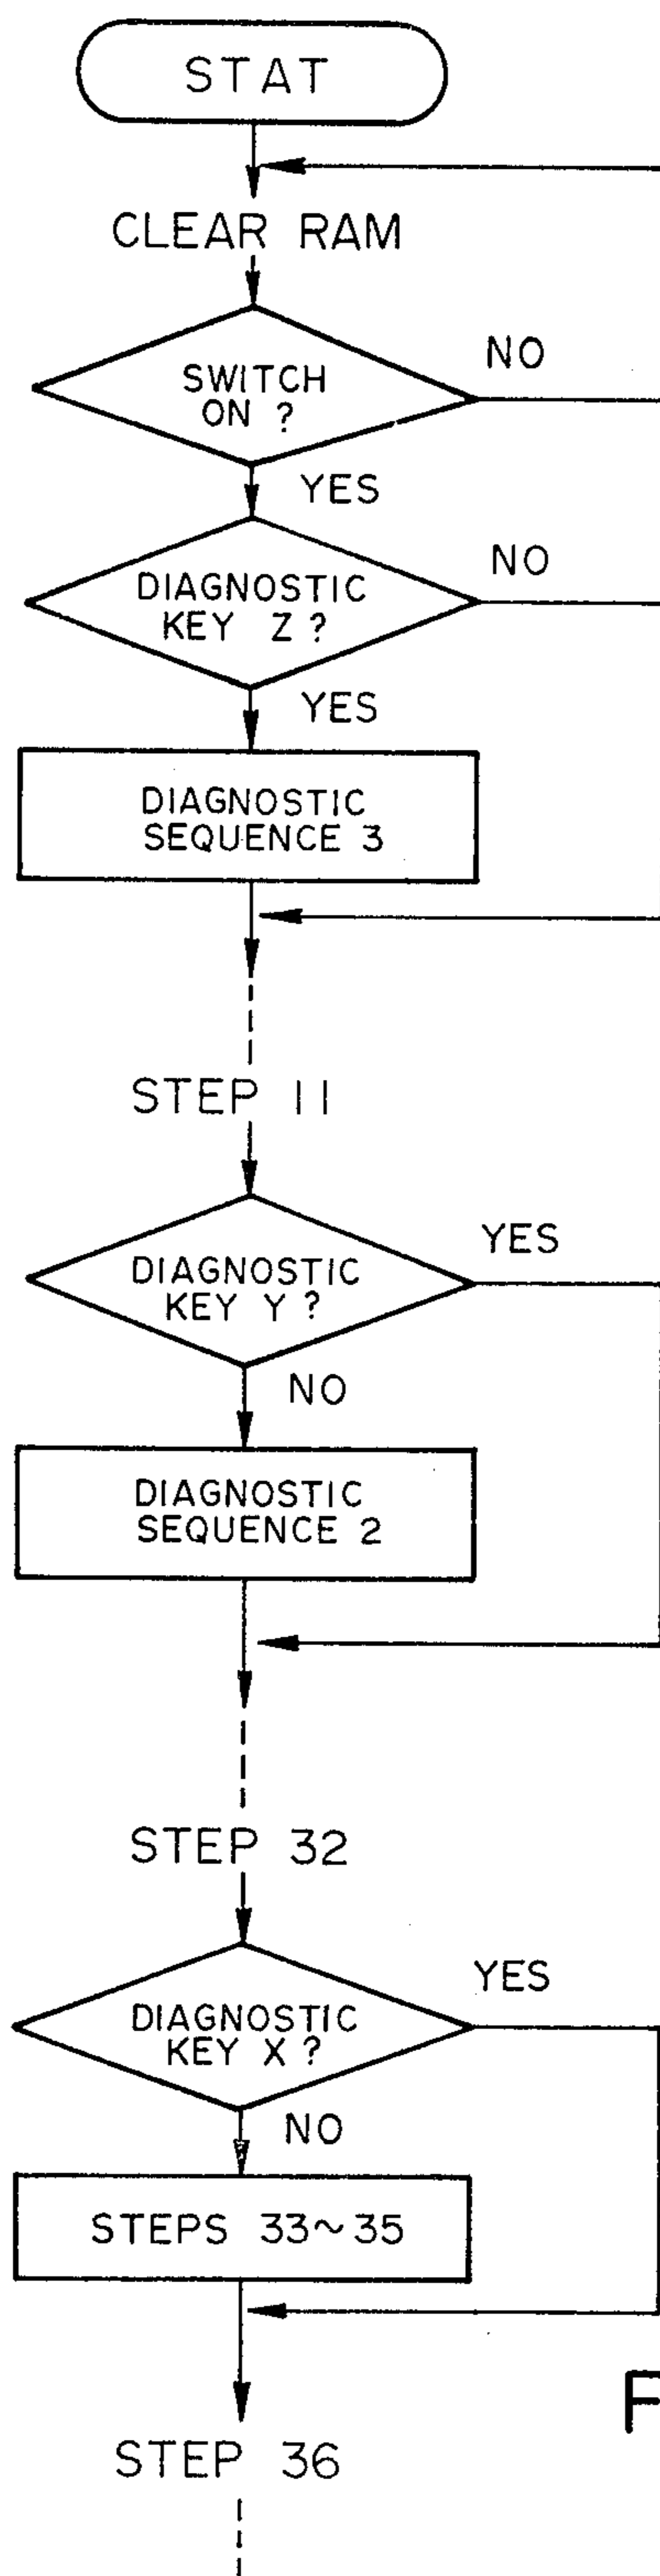 STAT
CLEAR RAM
SWITCH
ON ?
NO
YES
DIAGNOSTIC
KEY Z ?
NO
YES
DIAGNOSTIC
SEQUENCE 3
STEP 11
DIAGNOSTIC
KEY Y ?
YES
NO
DIAGNOSTIC
SEQUENCE 2
STEP 32
DIAGNOSTIC
KEY X ?
YES
NO
STEPS 33~35
F
STEP 36